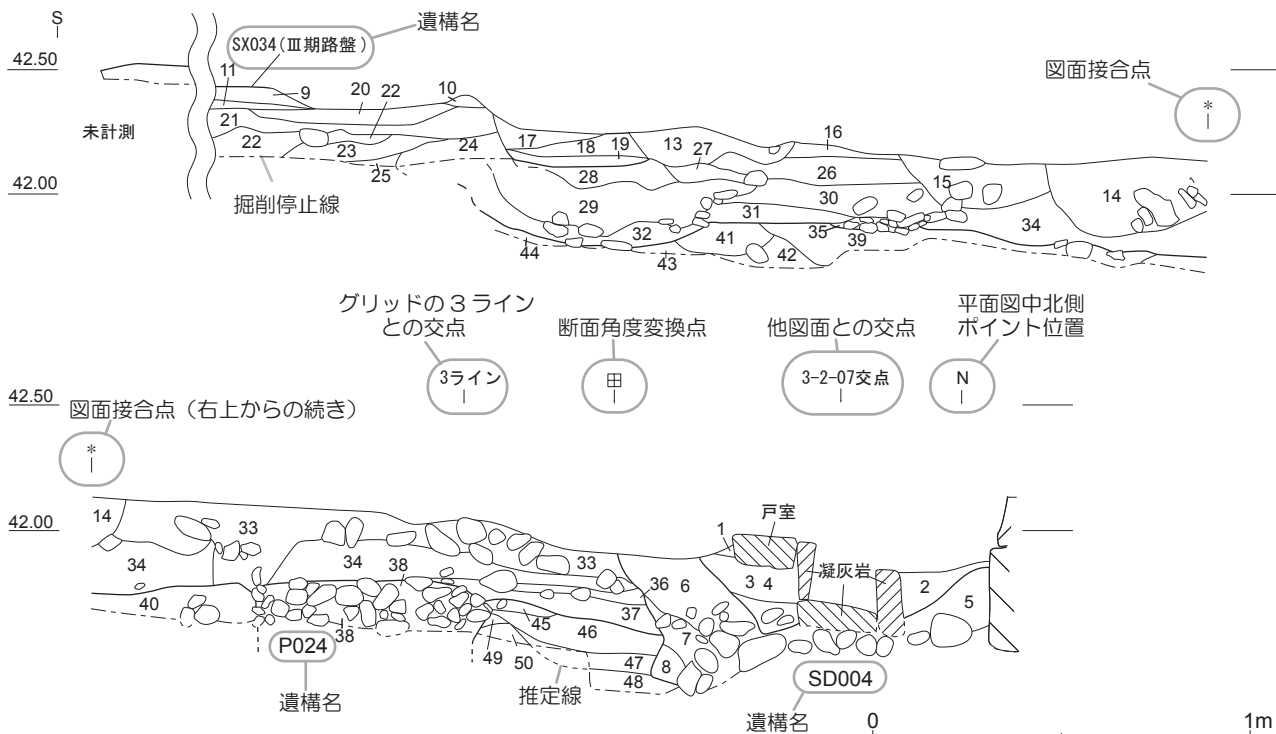 S
遺構名
SX034(Ⅲ期路盤)
42.50
図面接合点
*
11
9
20
22
10
21
未計測
22
23
24
25
17
18
19
13
27
16
28
26
15
14
42.00
掘削停止線
29
30
31
32
35
39
34
41
42
43
44
グリッドの3ライン
との交点
断面角度変換点
他図面との交点
平面図中北側
ポイント位置
3ライン
田
3-2-07交点
N
42.50
図面接合点(右上からの続き)
*
42.00
14
33
1
戸室
34
34
38
33
36
6
3
4
凝灰岩
2
5
40
37
38
45
46
7
P024
49
50
47
8
48
SD004
遺構名
推定線
遺構名
0
1m